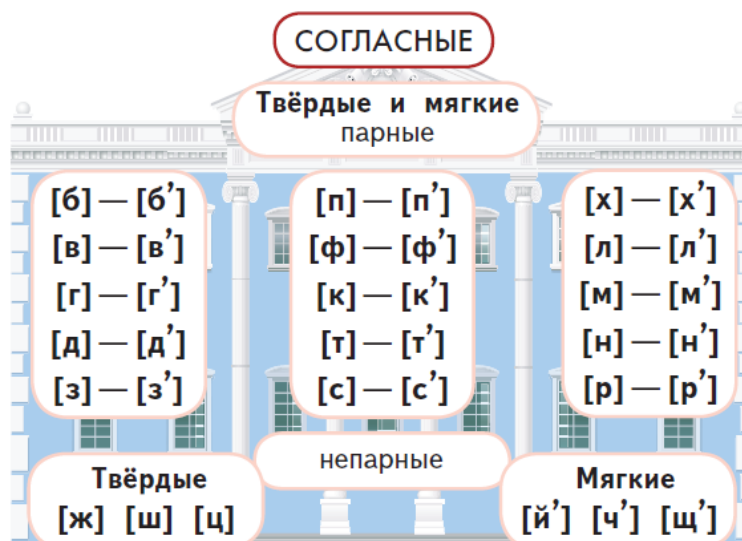 СОГЛАСНЫЕ
Твёрдые и мягкие
парные
[б] — [б’]
[в] — [в’]
[г] — [г’]
[д] — [д’]
[з] — [з’]
[п] — [п’]
[ф] — [ф’]
[к] — [к’]
[т] — [т’]
[с] — [с’]
[х] — [х’]
[л] — [л’]
[м] — [м’]
[н] — [н’]
[р] — [р’]
непарные
Твёрдые
[ж] [ш] [ц]
Мягкие
[й’] [ч’] [щ’]